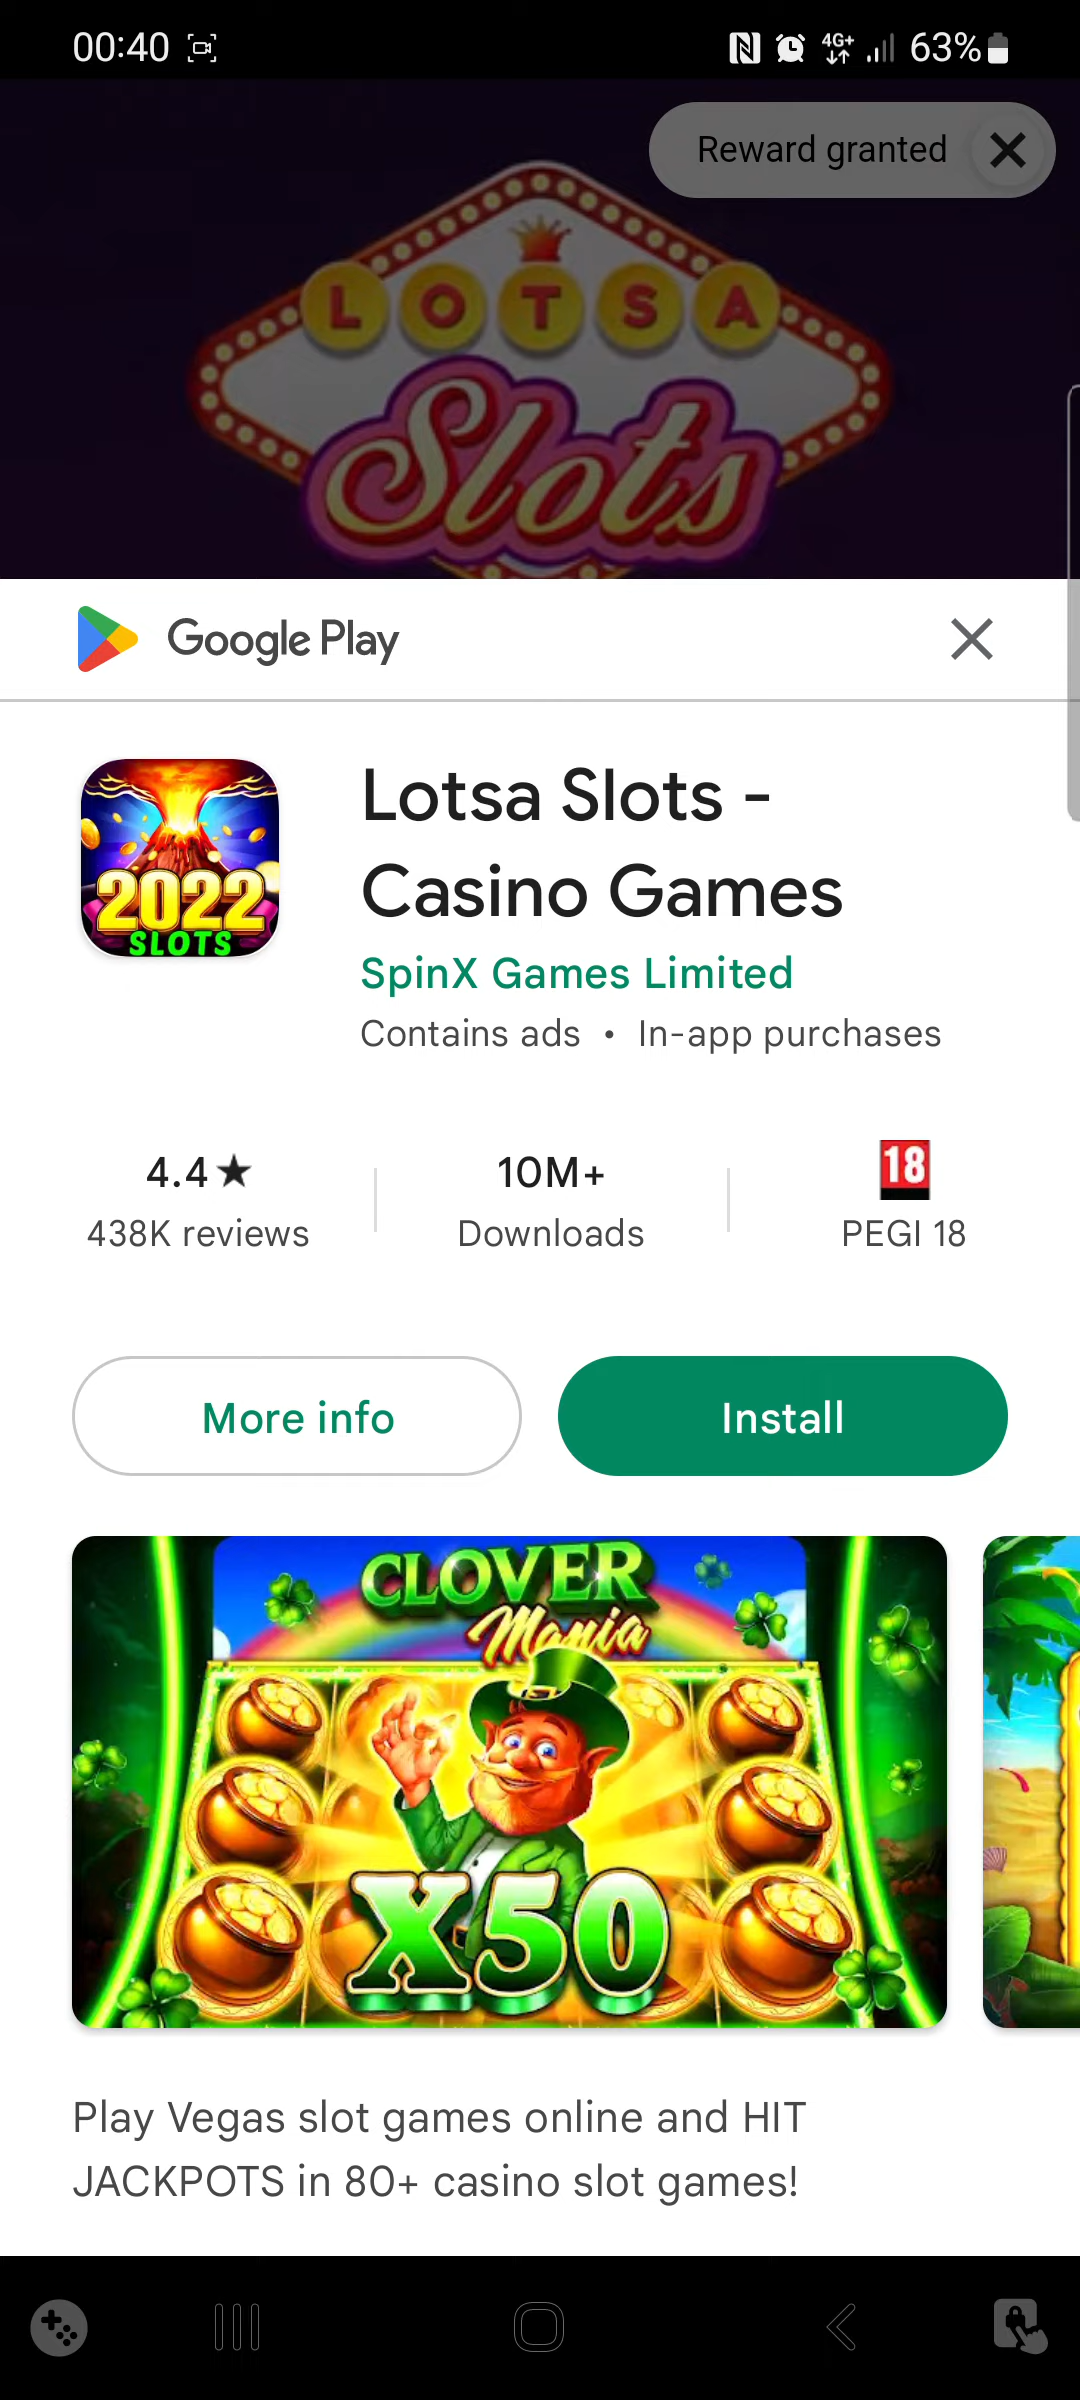 00:40
4G+
63%
Reward granted
LOTSA
Slots
Google Play
2022
SLOTS
Lotsa Slots -
Casino Games
SpinX Games Limited
Contains ads • In-app purchases
4.4★
438K reviews
10M+
Downloads
18
PEGI 18
More info
Install
CLOVER
Mania
X50
Play Vegas slot games online and HIT
JACKPOTS in 80+ casino slot games!